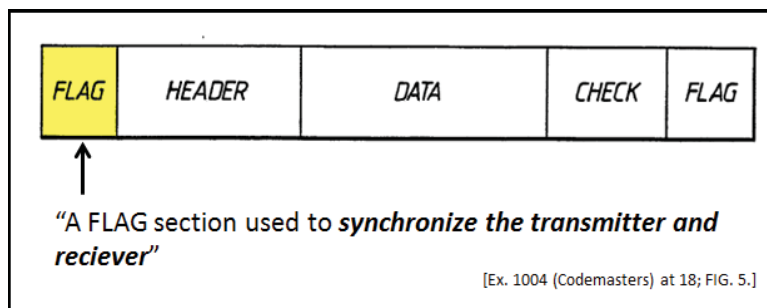 FLAG HEADER DATA CHECK FLAG
“A FLAG section used to synchronize the transmitter and
reciever”
[Ex. 1004 (Codemasters) at 18; FIG. 5.]